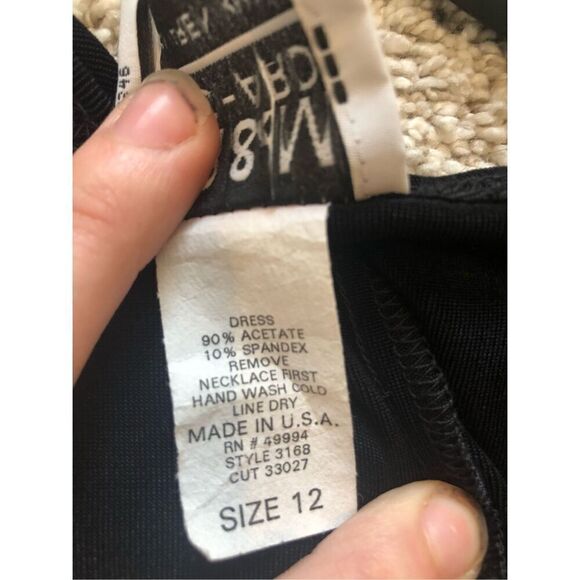 DRESS
90% ACETATE
10% SPANDEX
REMOVE
NECKLACE FIRST
HAND WASH COLD
LINE DRY
MADE IN U.S.A.
RN # 49994
STYLE 3168
CUT 33027
SIZE 12